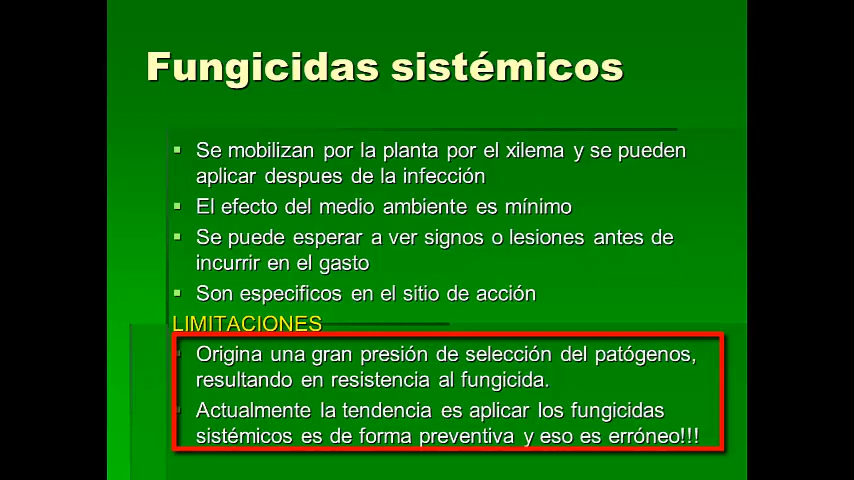 Fungicidas sistémicos
Se mobilizan por la planta por el xilema y se pueden
aplicar despues de la infección
El efecto del medio ambiente es mínimo
Se puede esperar a ver signos o lesiones antes de
incurrir en el gasto
Son especificos en el sitio de acción
LIMITACIONES
Origina una gran presión de selección del patógenos,
resultando en resistencia al fungicida.
Actualmente la tendencia es aplicar los fungicidas
sistémicos es de forma preventiva y eso es erróneo!!!